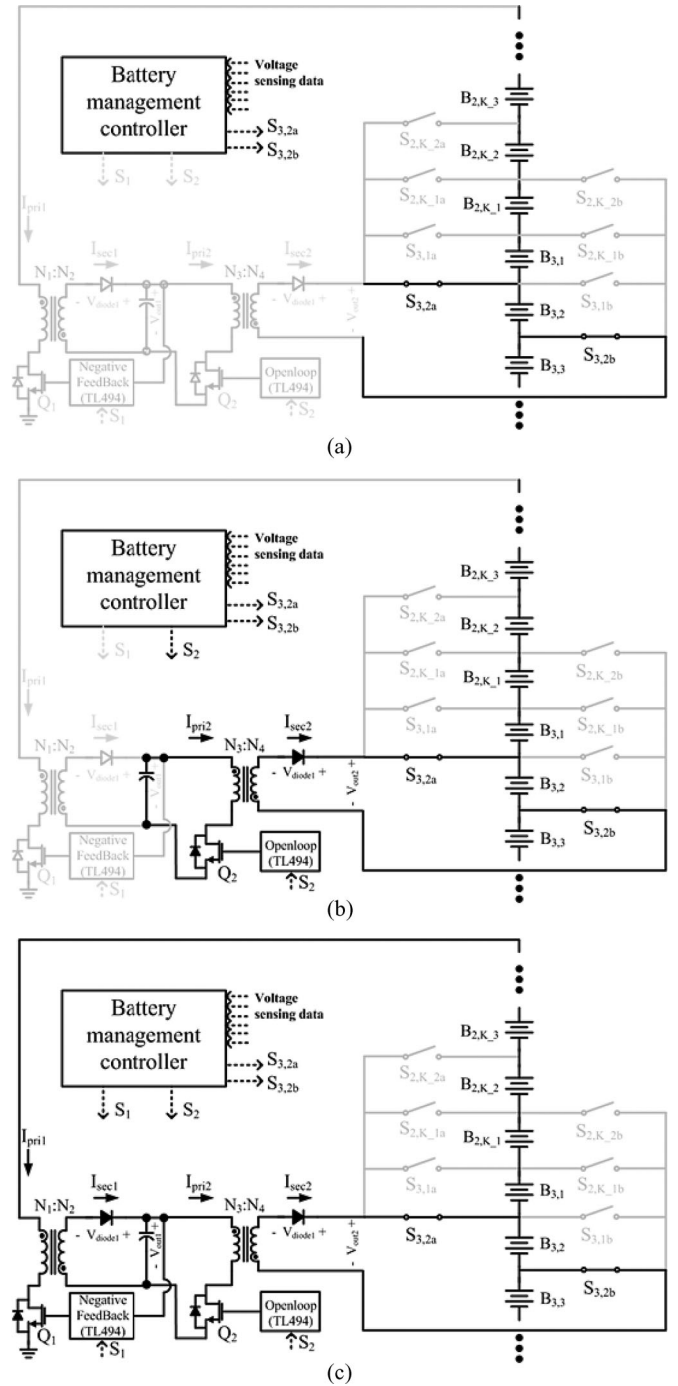 Battery
management
controller
Voltage
sensing data
S3,2a
S3,2b
S1
S2
B2,K_3
S2,K_2a
B2,K_2
S2,K_1a
S2,K_2b
B2,K_1
S3,1a
S2,K_1b
B3,1
S3,2a
S3,1b
B3,2
S3,2b
B3,3
Ipri1
N1:N2
Isec1
- Vdiode1 +
- Vout1 +
Ipri2
N3:N4
Isec2
- Vdiode1 +
- Vout2 +
Q1
Negative
FeedBack
(TL494)
S1
Q2
Openloop
(TL494)
S2
(a)
Battery
management
controller
Voltage
sensing data
S3,2a
S3,2b
S1
S2
B2,K_3
S2,K_2a
B2,K_2
S2,K_1a
S2,K_2b
B2,K_1
S3,1a
S2,K_1b
B3,1
S3,2a
S3,1b
B3,2
S3,2b
B3,3
Ipri1
N1:N2
Isec1
- Vdiode1 +
- Vout1 +
Ipri2
N3:N4
Isec2
- Vdiode1 +
- Vout2 +
Q1
Negative
FeedBack
(TL494)
S1
Q2
Openloop
(TL494)
S2
(b)
Battery
management
controller
Voltage
sensing data
S3,2a
S3,2b
S1
S2
B2,K_3
S2,K_2a
B2,K_2
S2,K_1a
S2,K_2b
B2,K_1
S3,1a
S2,K_1b
B3,1
S3,2a
S3,1b
B3,2
S3,2b
B3,3
Ipri1
N1:N2
Isec1
- Vdiode1 +
- Vout1 +
Ipri2
N3:N4
Isec2
- Vdiode1 +
- Vout2 +
Q1
Negative
FeedBack
(TL494)
S1
Q2
Openloop
(TL494)
S2
(c)